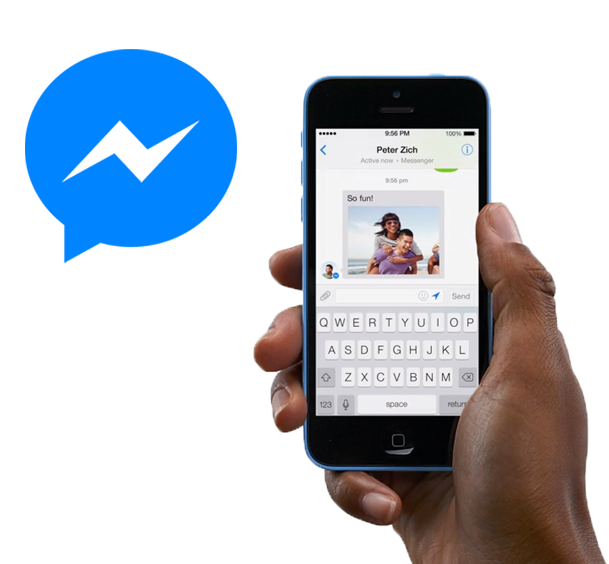 9:56 PM 100%
Peter Zich
Active now • Messenger
9:56 pm
So fun!
Send
Q W E R T Y U I O P
A S D F G H J K L
Z X C V B N M
123 space return